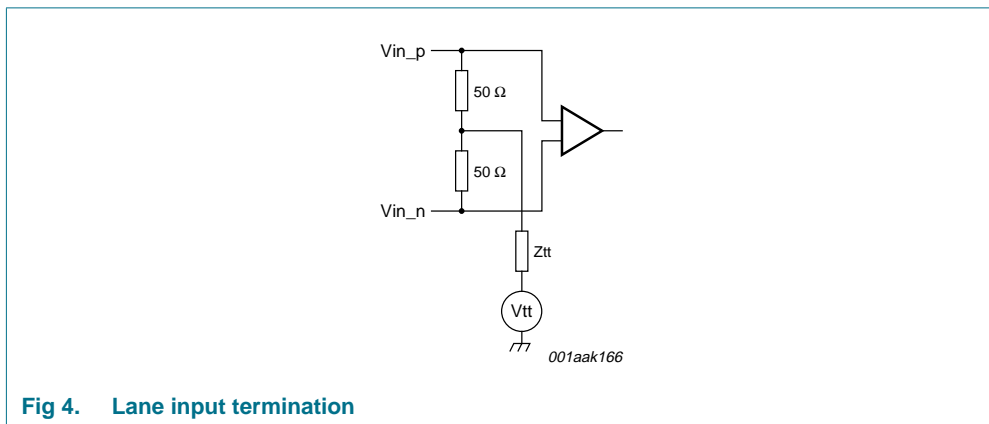 Vin_p
50 Ω
50 Ω
Vin_n
Ztt
Vtt
001aak166
Fig 4. Lane input termination